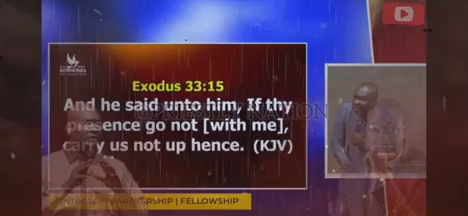 KOINONIA
Exodus 33:15
And he said unto him, If thy
presence go not [with me],
carry us not up hence. (KJV)
PARTNERSHIP | FELLOWSHIP